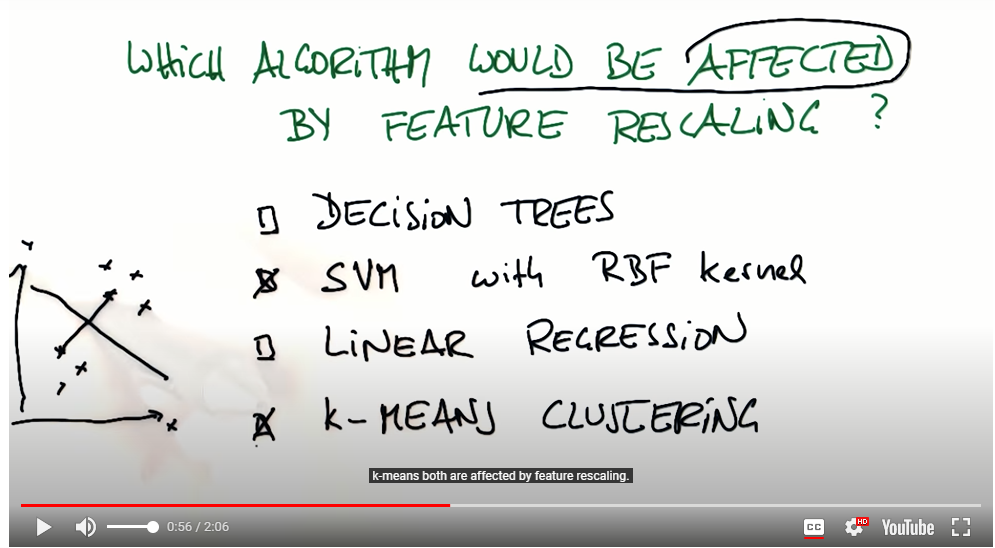 WHICH ALGORITHM WOULD BE AFFECTED
BY FEATURE RESCALING ?
DECISION TREES
SVM with RBF kernel
LINEAR REGRESSION
K-MEANS CLUSTERING
k-means both are affected by feature rescaling.
0:56 / 2:06
CC
HD
YouTube